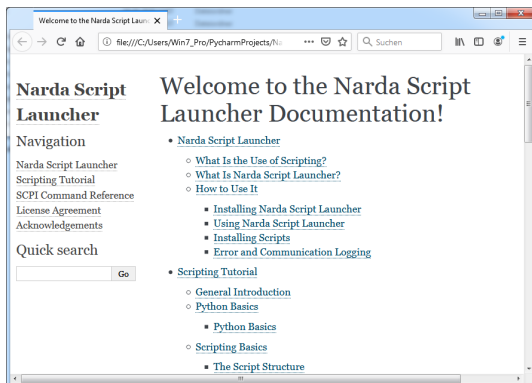 Welcome to the Narda Script Launc
file:///C:/Users/Win7_Pro/PycharmProjects/Na
Suchen
Narda Script
Launcher
Navigation
Narda Script Launcher
Scripting Tutorial
SCPI Command Reference
License Agreement
Acknowledgements
Quick search
Go
Welcome to the Narda Script
Launcher Documentation!
Narda Script Launcher
What Is the Use of Scripting?
What Is Narda Script Launcher?
How to Use It
Installing Narda Script Launcher
Using Narda Script Launcher
Installing Scripts
Error and Communication Logging
Scripting Tutorial
General Introduction
Python Basics
Python Basics
Scripting Basics
The Script Structure